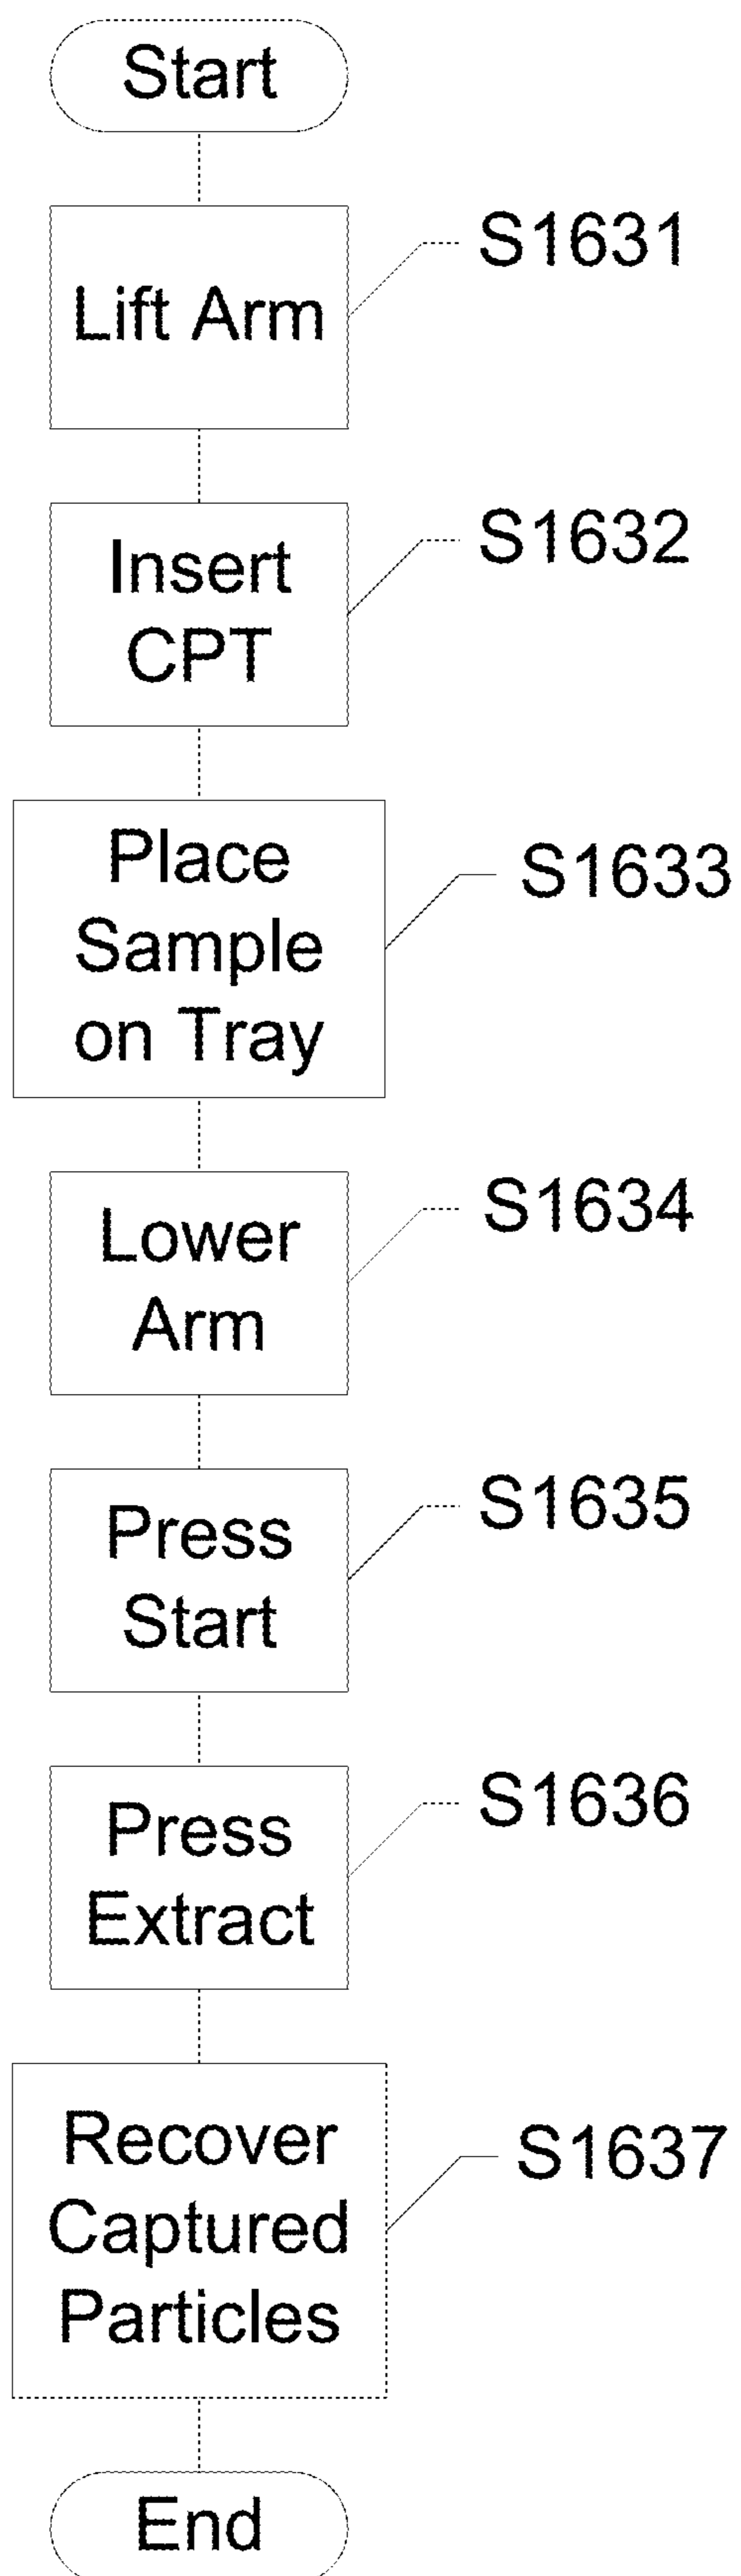 Start
Lift Arm
S1631
Insert
CPT
S1632
Place
Sample
on Tray
S1633
Lower
Arm
S1634
Press
Start
S1635
Press
Extract
S1636
Recover
Captured
Particles
S1637
End